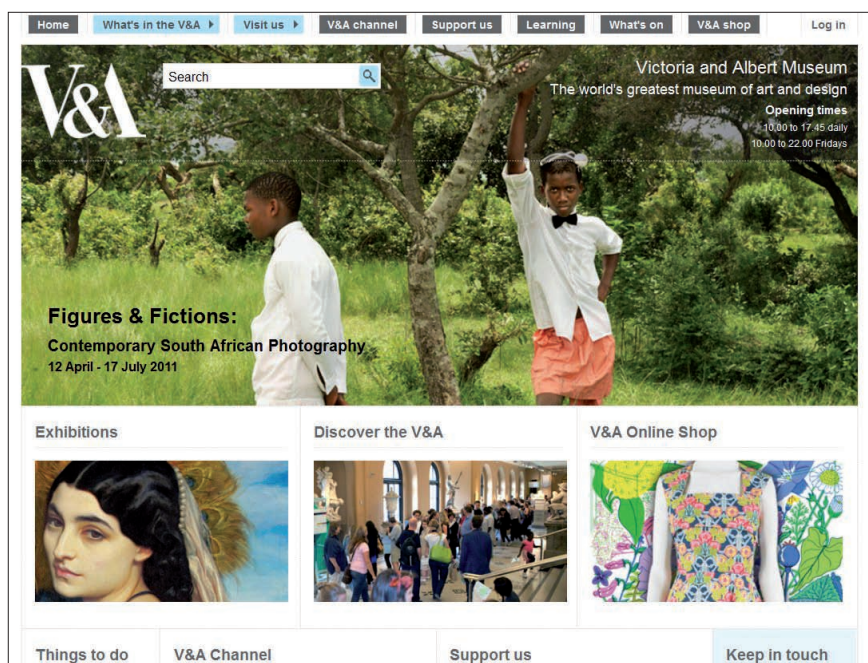 Home What's in the V&A Visit us V&A channel Support us Learning What's on V&A shop Log in
V&A
Search
Victoria and Albert Museum
The world's greatest museum of art and design
Opening times
10.00 to 17.45 daily
10.00 to 22.00 Fridays
Figures & Fictions:
Contemporary South African Photography
12 April - 17 July 2011
Exhibitions Discover the V&A V&A Online Shop
Things to do V&A Channel Support us Keep in touch